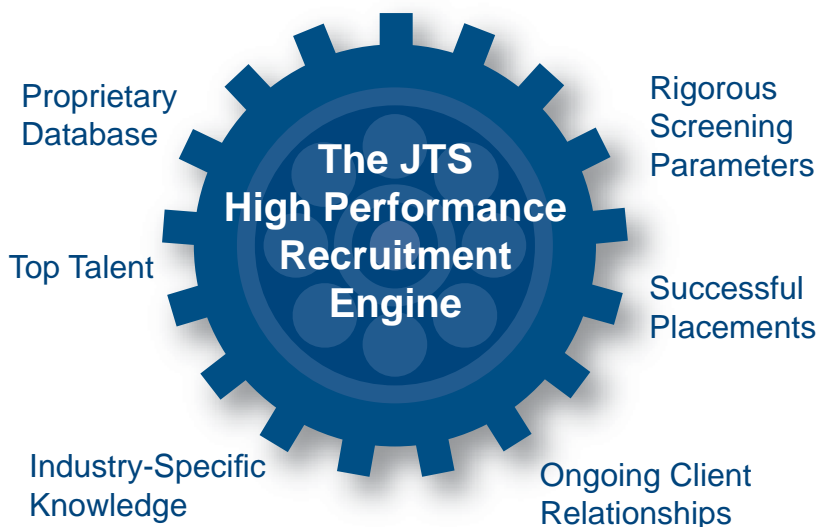 Proprietary
Database
Top Talent
Industry-Specific
Knowledge
The JTS
High Performance
Recruitment
Engine
Rigorous
Screening
Parameters
Successful
Placements
Ongoing Client
Relationships